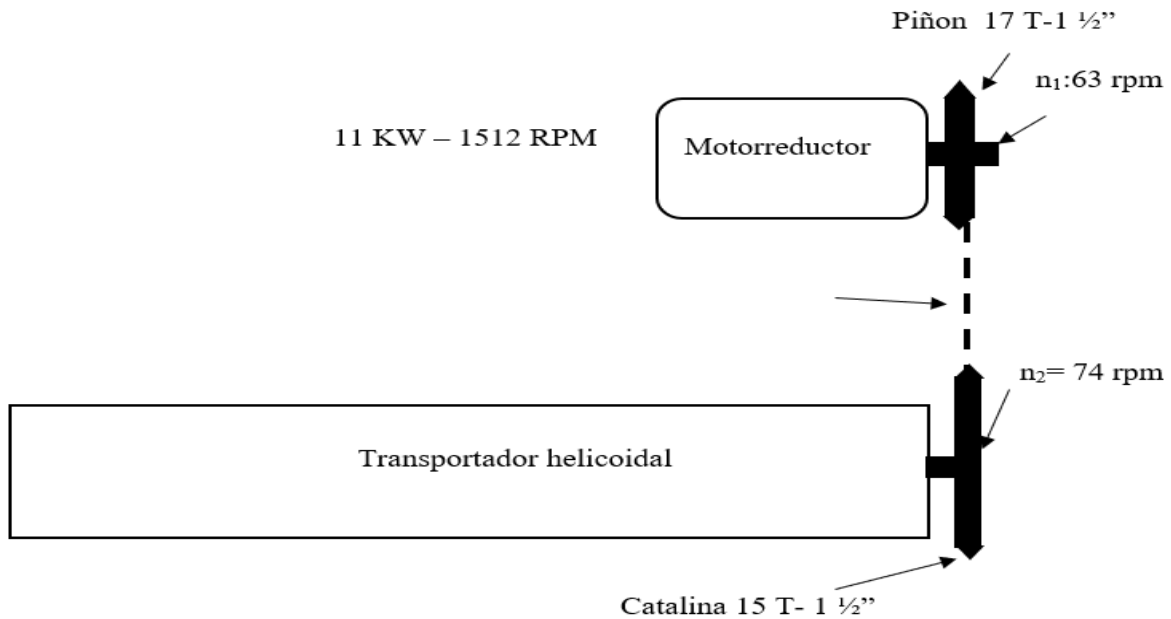 Piñon 17 T-1 ½”
n₁:63 rpm
11 KW – 1512 RPM
Motorreductor
n₂= 74 rpm
Transportador helicoidal
Catalina 15 T- 1 ½”